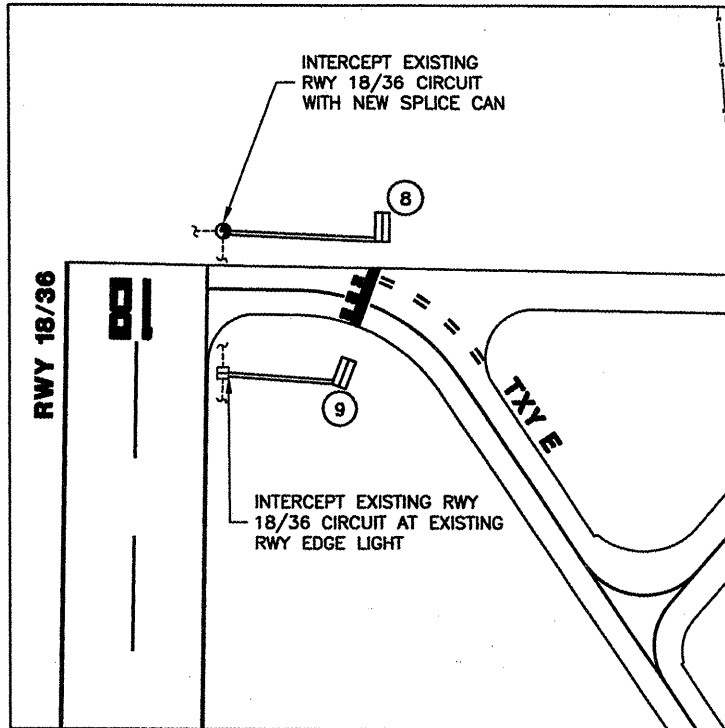 INTERCEPT EXISTING
RWY 18/36 CIRCUIT
WITH NEW SPLICE CAN
8
RWY 18/36
18
9
TXY E
INTERCEPT EXISTING RWY
18/36 CIRCUIT AT EXISTING
RWY EDGE LIGHT